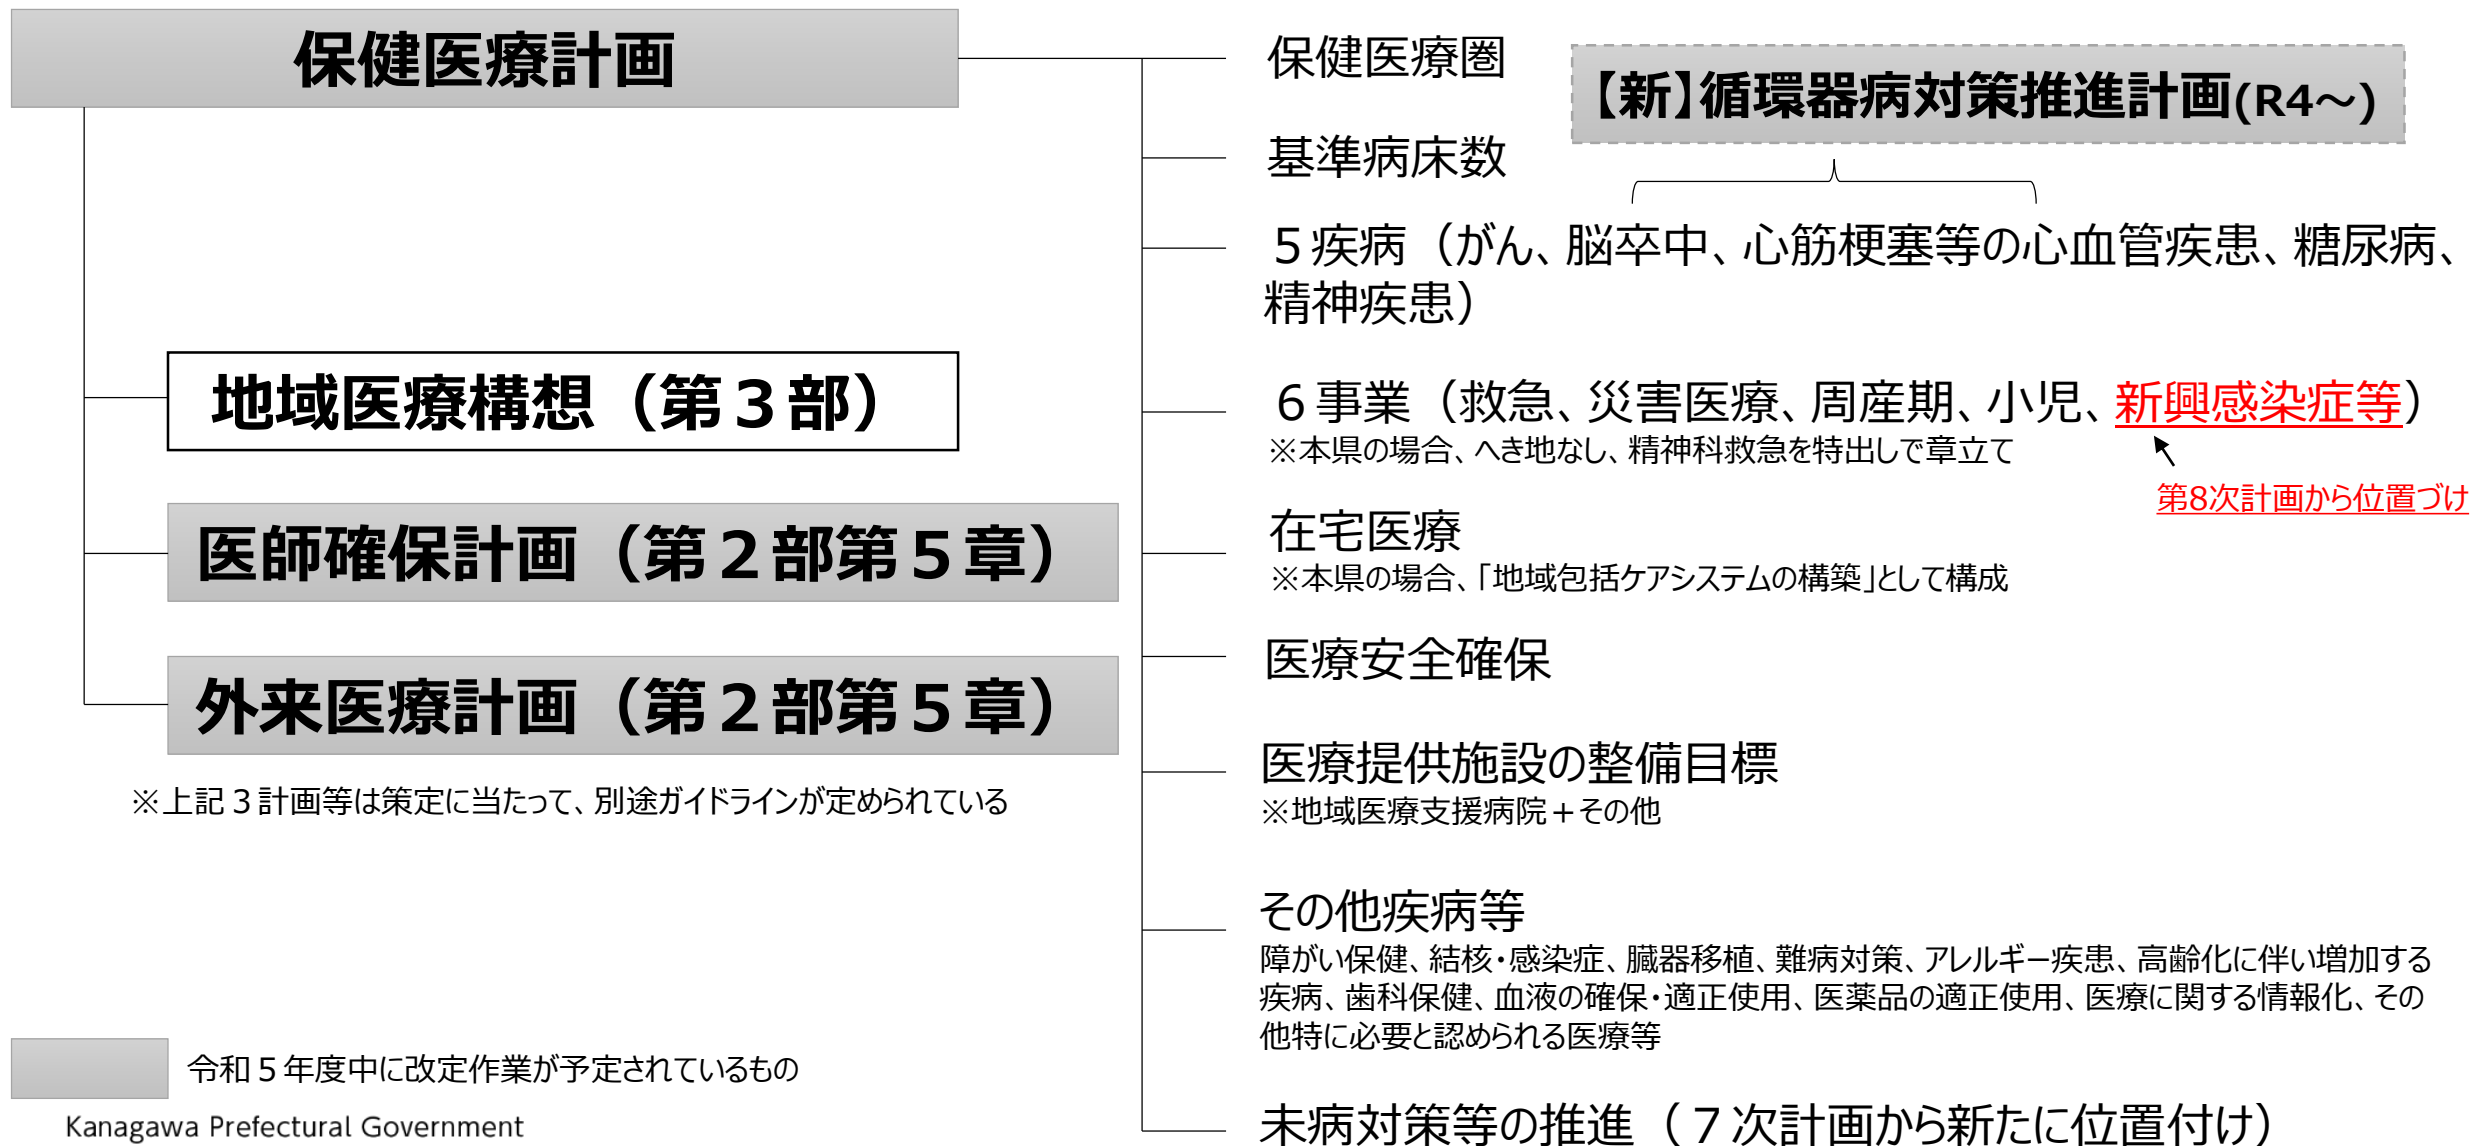 保健医療計画
地域医療構想（第３部）
医師確保計画（第２部第５章）
外来医療計画（第２部第５章）
※上記３計画等は策定に当たって、別途ガイドラインが定められている
令和５年度中に改定作業が予定されているもの
Kanagawa Prefectural Government
保健医療圏
【新】循環器病対策推進計画(R4～)
基準病床数
５疾病（がん、脳卒中、心筋梗塞等の心血管疾患、糖尿病、
精神疾患）
６事業（救急、災害医療、周産期、小児、新興感染症等）
※本県の場合、へき地なし、精神科救急を特出しで章立て
第8次計画から位置づけ
在宅医療
※本県の場合、「地域包括ケアシステムの構築」として構成
医療安全確保
医療提供施設の整備目標
※地域医療支援病院＋その他
その他疾病等
障がい保健、結核・感染症、臓器移植、難病対策、アレルギー疾患、高齢化に伴い増加する
疾病、歯科保健、血液の確保・適正使用、医薬品の適正使用、医療に関する情報化、その
他特に必要と認められる医療等
未病対策等の推進（７次計画から新たに位置付け）